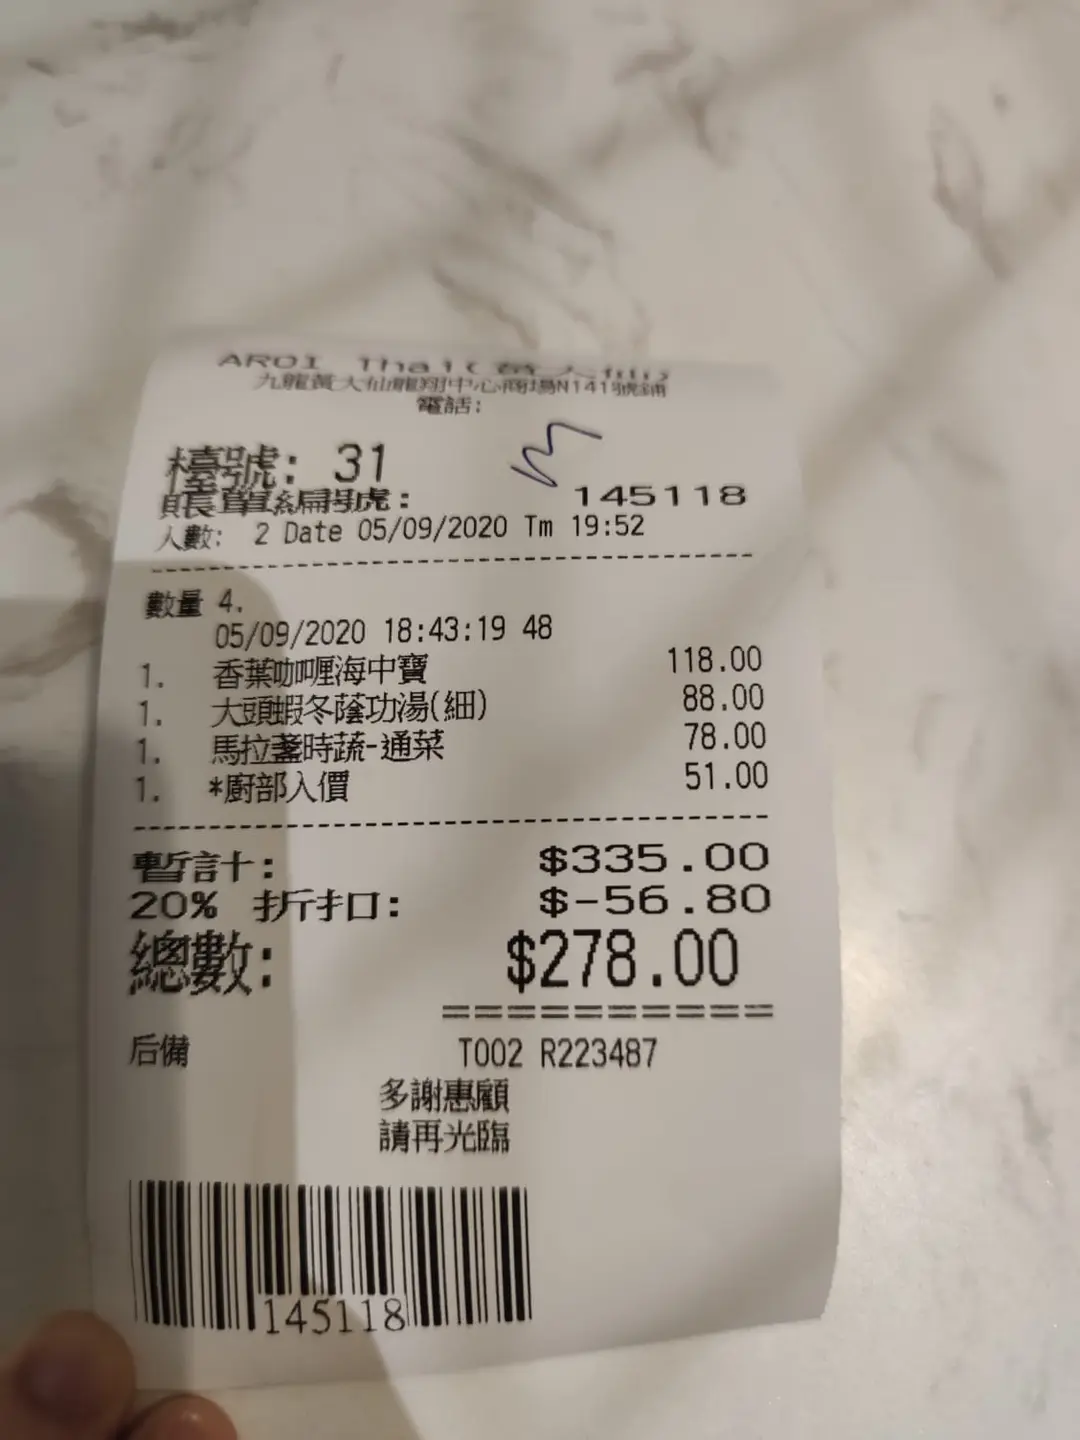 AROI Thai(黃大仙)
九龍黃大仙龍翔中心商場N141號鋪
電話:
檯號: 31
賬單編號: 145118
人數: 2 Date 05/09/2020 Tm 19:52
數量 4.
05/09/2020 18:43:19 48
1. 香葉咖喱海中寶 118.00
1. 大頭蝦冬蔭功湯(細) 88.00
1. 馬拉盞時蔬-通菜 78.00
1. *廚部入價 51.00
暫計: $335.00
20% 折扣: $-56.80
總數: $278.00
后備 T002 R223487
多謝惠顧
請再光臨
145118